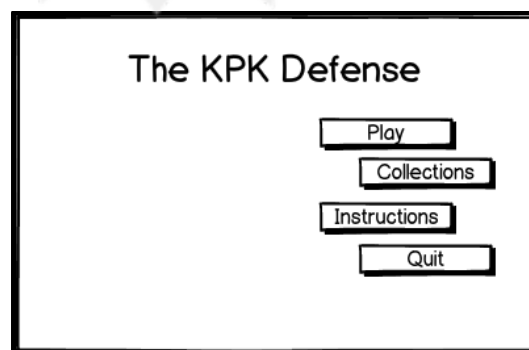 The KPK Defense
Play
Collections
Instructions
Quit